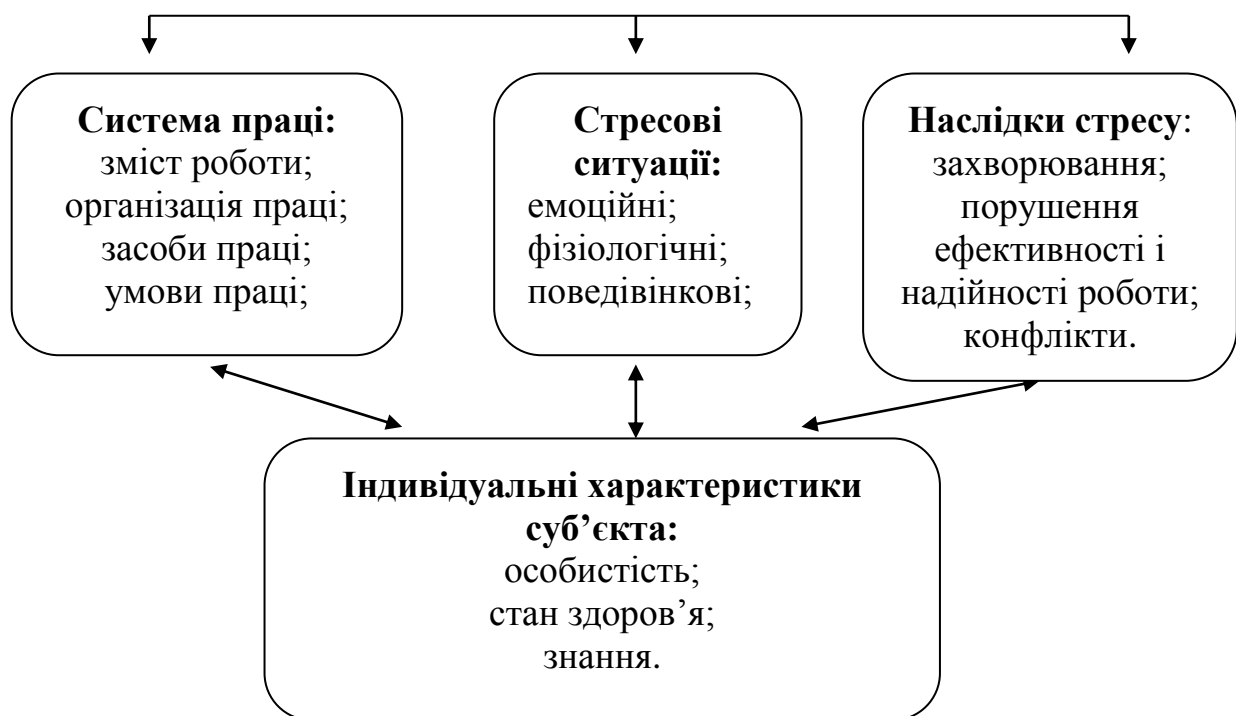 Система праці:
зміст роботи;
організація праці;
засоби праці;
умови праці;
Стресові
ситуації:
емоційні;
фізіологічні;
поведівінкові;
Наслідки стресу:
захворювання;
порушення
ефективності і
надійності роботи;
конфлікти.
Індивідуальні характеристики
суб’єкта:
особистість;
стан здоров’я;
знання.